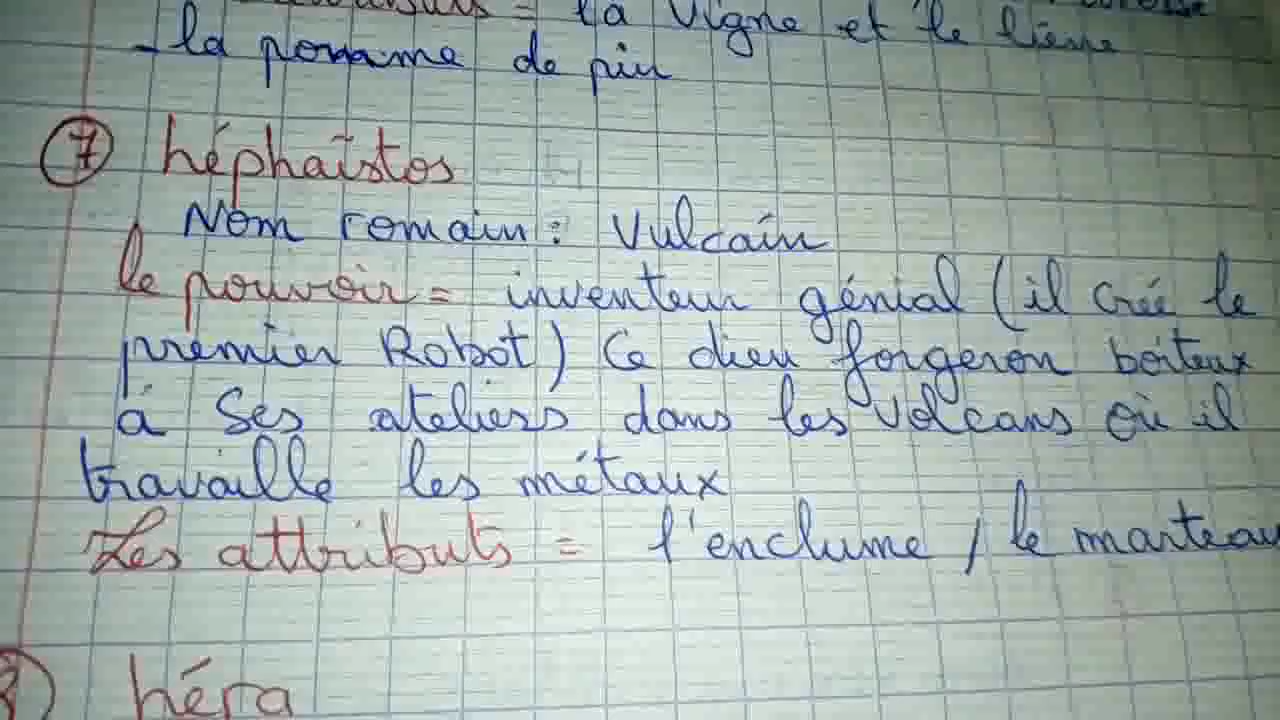 = la vigne et le lierre
- la pomme de pin
7 héphaïstos
Nom romain : Vulcain
le pouvoir = inventeur génial (il crée le
premier Robot) Ce dieu forgeron boiteux
à Ses ateliers dans les volcans où il
travaille les métaux
Les attributs = l'enclume / le marteau
héra